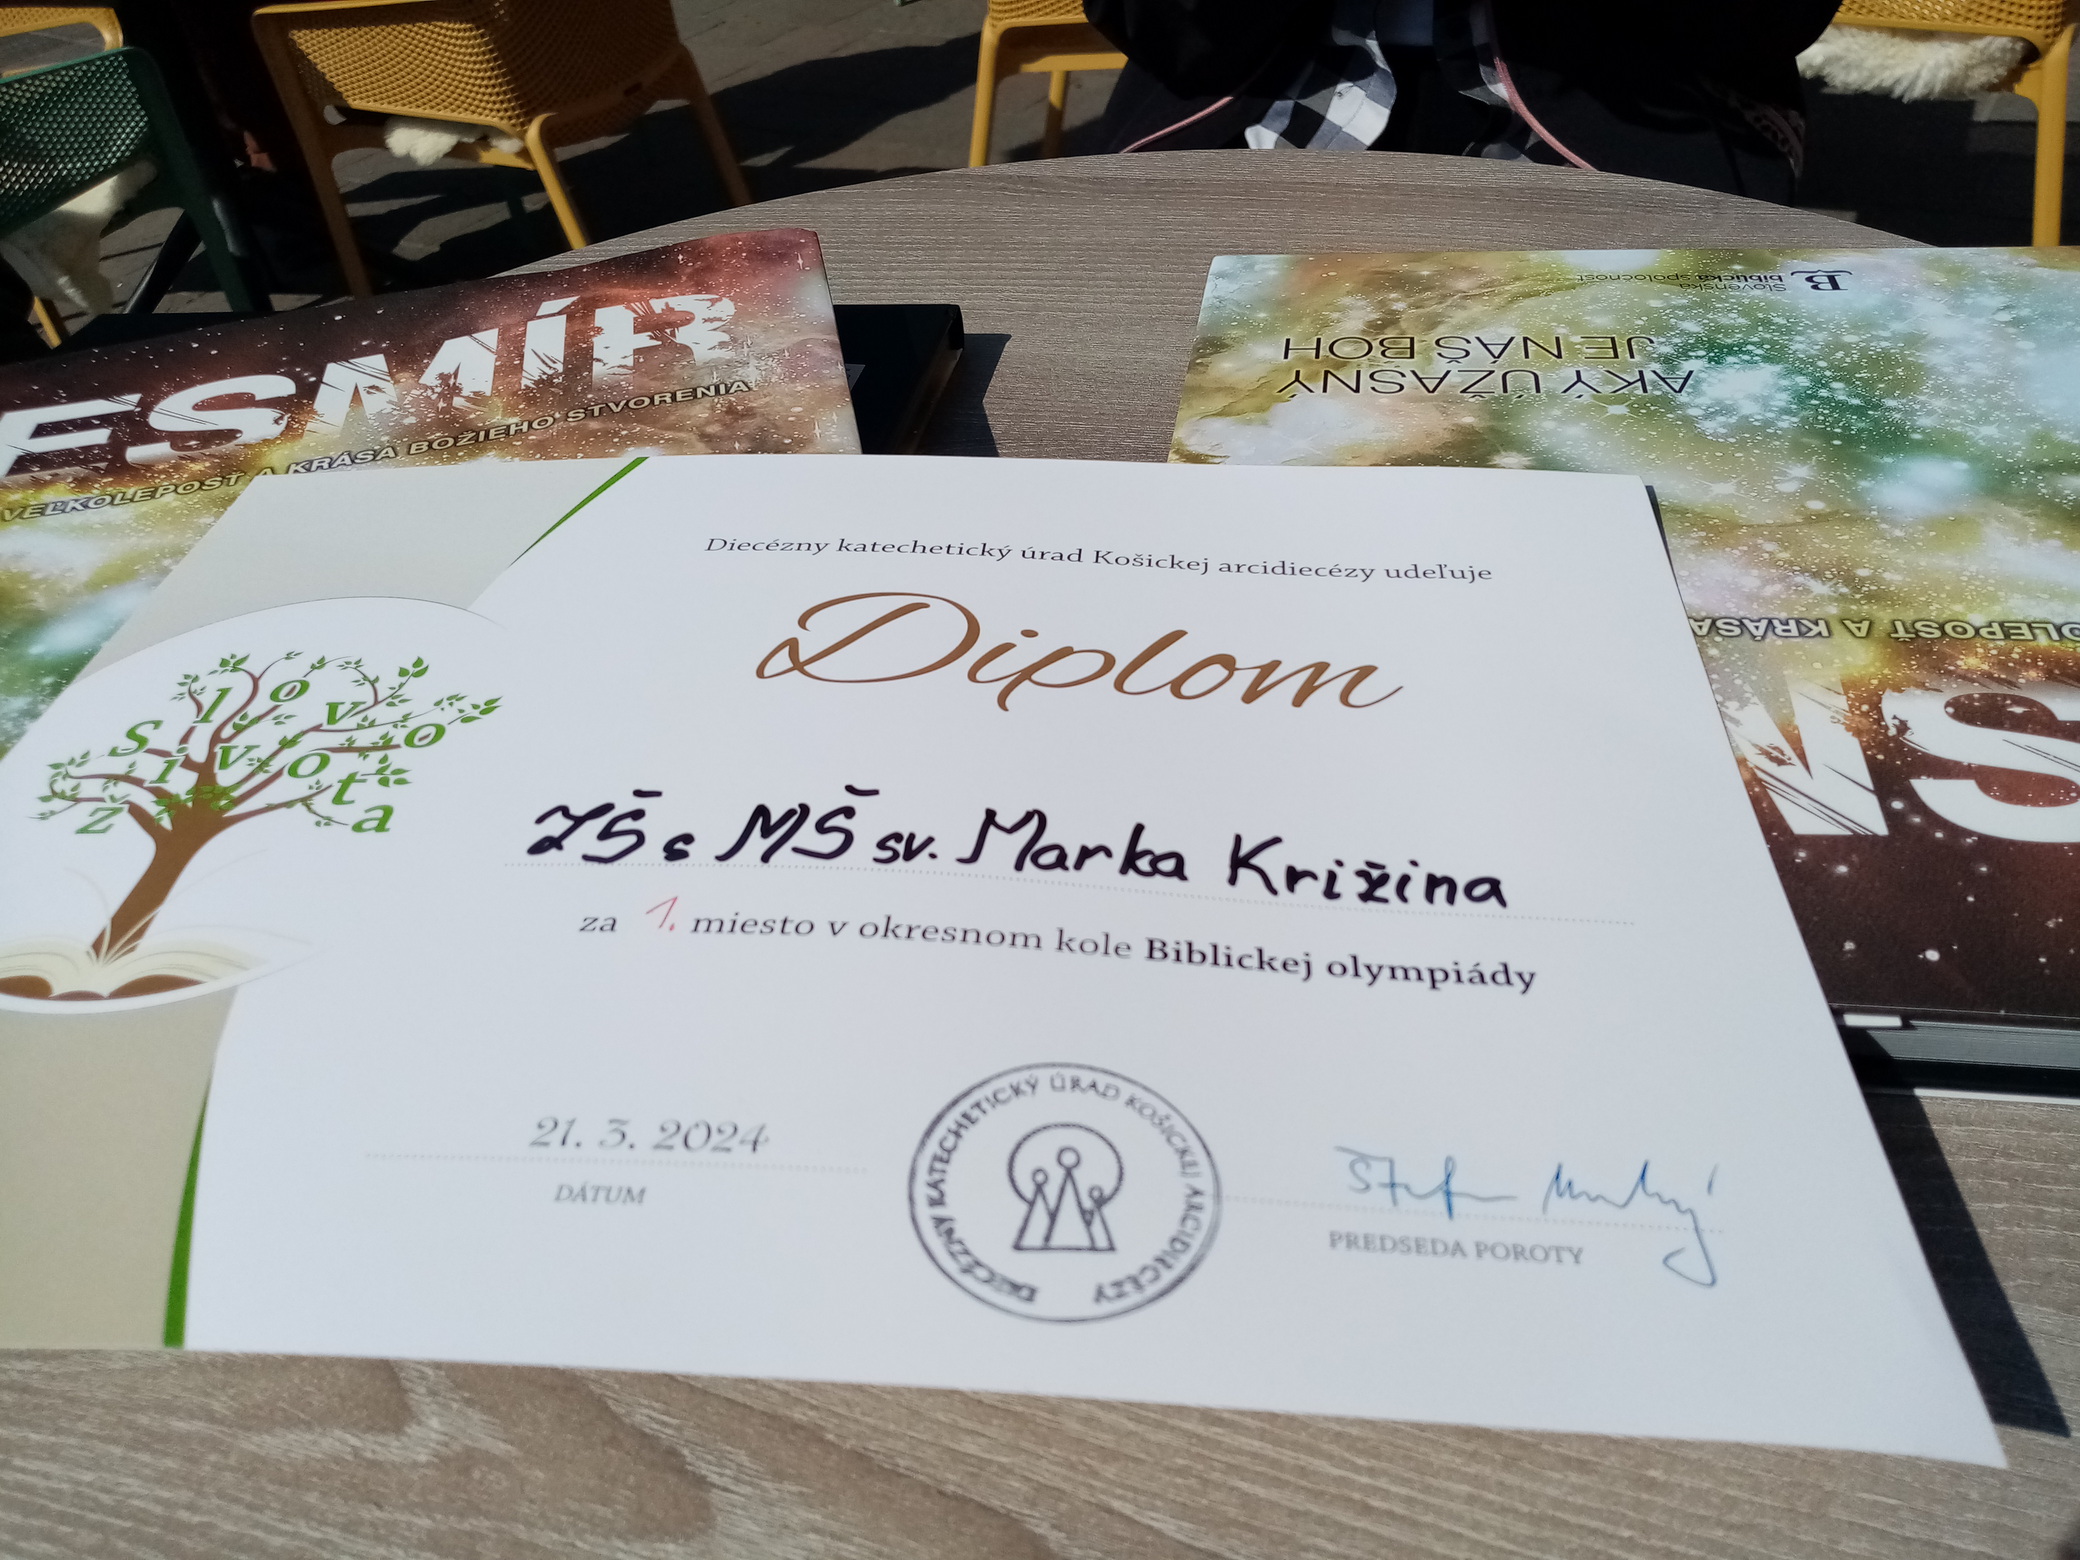 ESMÍR
VEĽKOLEPOSŤ A KRÁSA BOŽIEHO STVORENIA
Slovenská
biblická spoločnosť
AKÝ ÚŽASNÝ
JE NÁŠ BOH
A KRÁSA
Diecézny katechetický úrad Košickej arcidiecézy udeľuje
Diplom
slovo
života
ZŠ s MŠ sv. Marka Križina
za 1. miesto v okresnom kole Biblickej olympiády
21. 3. 2024
DÁTUM
DIECÉZNY KATECHETICKÝ ÚRAD KOŠICKEJ ARCIDIECÉZY
PREDSEDA POROTY